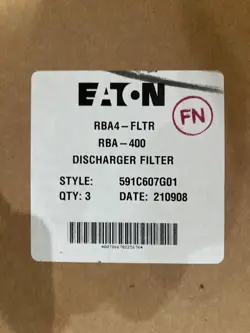 EATON
FN
RBA4-FLTR
RBA-400
DISCHARGER FILTER
STYLE: 591C607G01
QTY: 3 DATE: 210908